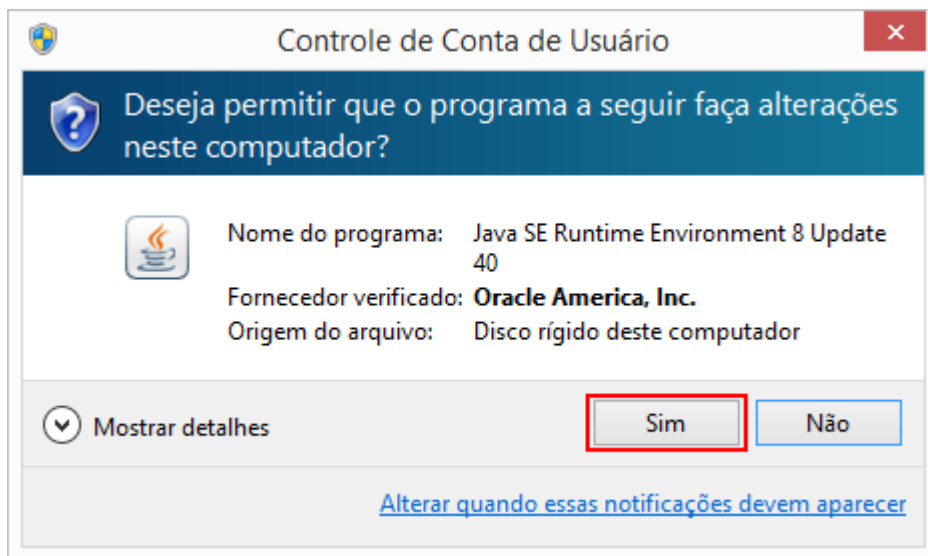 Controle de Conta de Usuário
Deseja permitir que o programa a seguir faça alterações
neste computador?
Nome do programa: Java SE Runtime Environment 8 Update
40
Fornecedor verificado: Oracle America, Inc.
Origem do arquivo: Disco rígido deste computador
Mostrar detalhes
Sim
Não
Alterar quando essas notificações devem aparecer